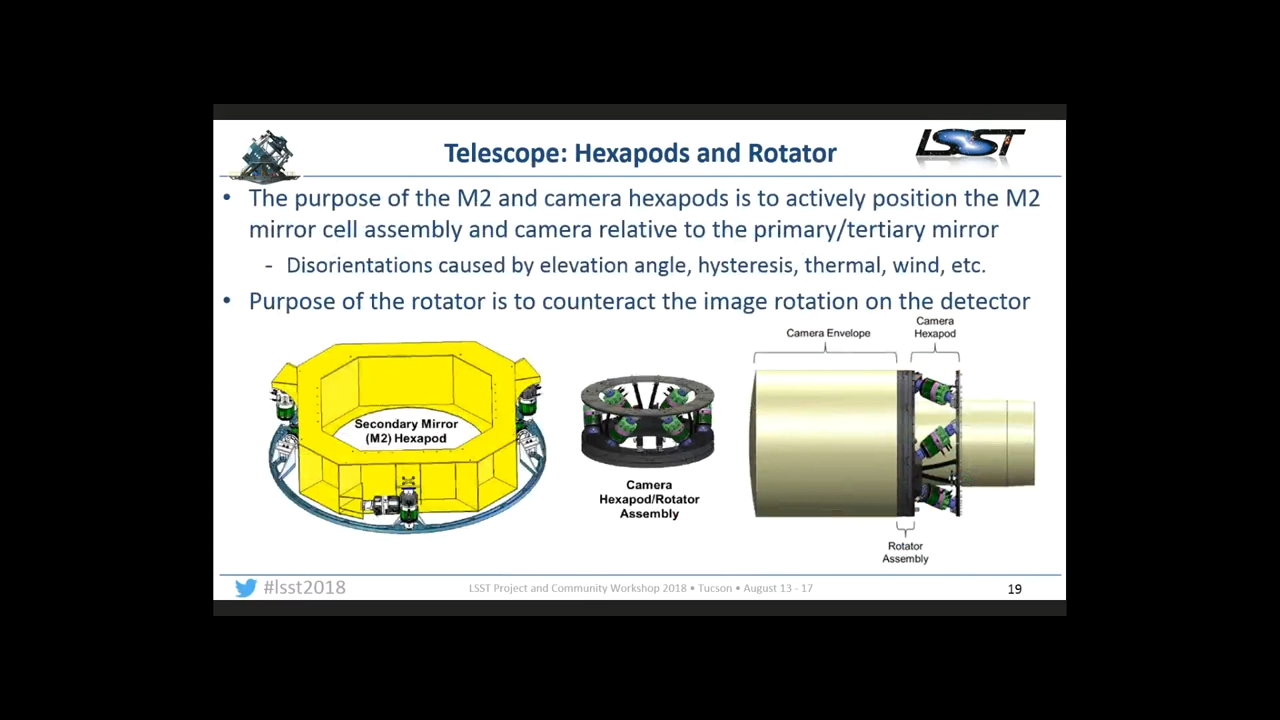 Telescope: Hexapods and Rotator
LSST
• The purpose of the M2 and camera hexapods is to actively position the M2
mirror cell assembly and camera relative to the primary/tertiary mirror
- Disorientations caused by elevation angle, hysteresis, thermal, wind, etc.
• Purpose of the rotator is to counteract the image rotation on the detector
Secondary Mirror
(M2) Hexapod
Camera
Hexapod/Rotator
Assembly
Camera Envelope
Camera
Hexapod
Rotator
Assembly
#lsst2018
LSST Project and Community Workshop 2018 • Tucson • August 13 - 17
19